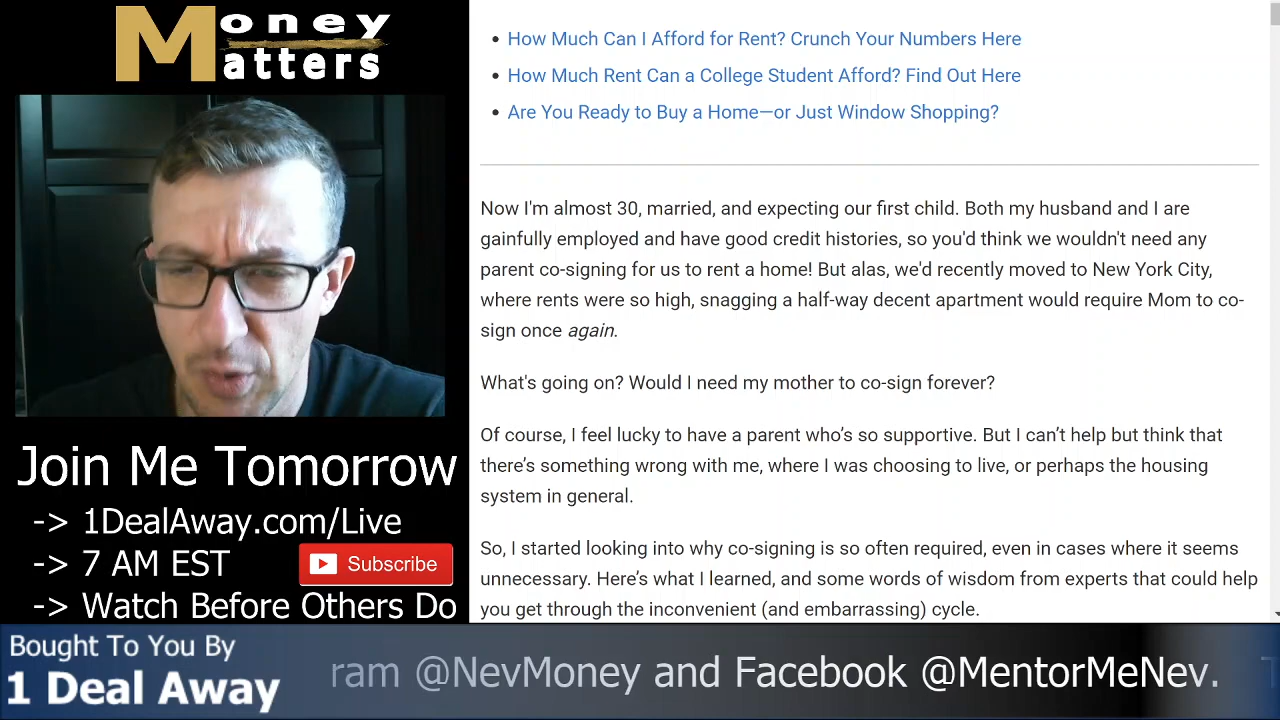 Money
Matters
Join Me Tomorrow
-> 1DealAway.com/Live
-> 7 AM EST
Subscribe
-> Watch Before Others Do
• How Much Can I Afford for Rent? Crunch Your Numbers Here
• How Much Rent Can a College Student Afford? Find Out Here
• Are You Ready to Buy a Home—or Just Window Shopping?
Now I'm almost 30, married, and expecting our first child. Both my husband and I are
gainfully employed and have good credit histories, so you'd think we wouldn't need any
parent co-signing for us to rent a home! But alas, we'd recently moved to New York City,
where rents were so high, snagging a half-way decent apartment would require Mom to co-
sign once again.
What's going on? Would I need my mother to co-sign forever?
Of course, I feel lucky to have a parent who’s so supportive. But I can’t help but think that
there’s something wrong with me, where I was choosing to live, or perhaps the housing
system in general.
So, I started looking into why co-signing is so often required, even in cases where it seems
unnecessary. Here’s what I learned, and some words of wisdom from experts that could help
you get through the inconvenient (and embarrassing) cycle.
Bought To You By
1 Deal Away
ram @NevMoney and Facebook @MentorMeNev.